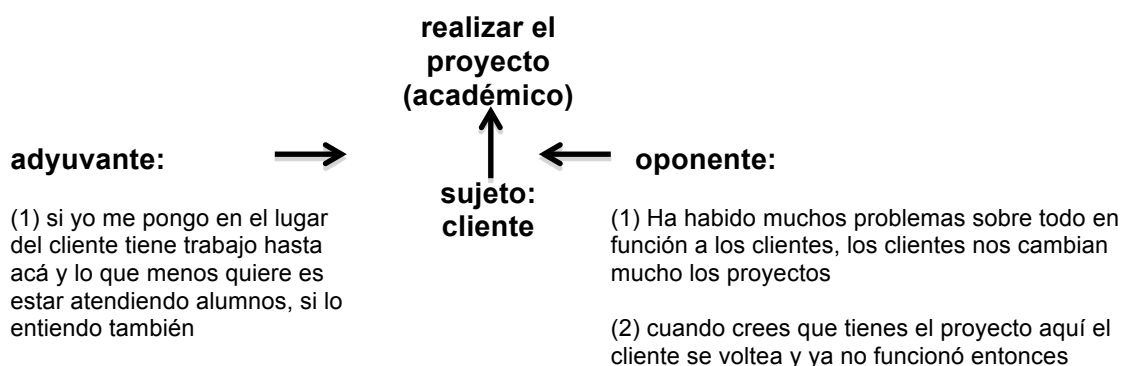 realizar el
proyecto
(académico)
adyuvante:
oponente:
sujeto:
cliente
(1) si yo me pongo en el lugar
del cliente tiene trabajo hasta
acá y lo que menos quiere es
estar atendiendo alumnos, si lo
entiendo también
(1) Ha habido muchos problemas sobre todo en
función a los clientes, los clientes nos cambian
mucho los proyectos
(2) cuando crees que tienes el proyecto aquí el
cliente se voltea y ya no funcionó entonces